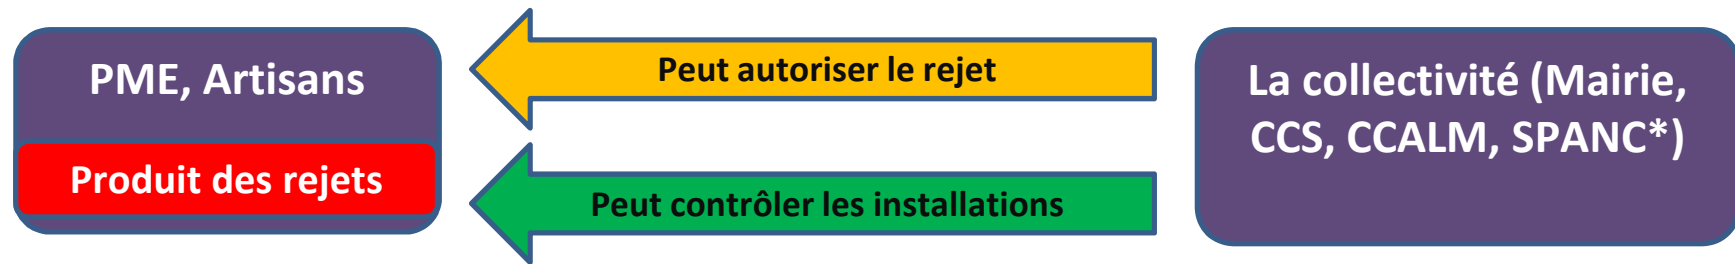 PME, Artisans
Produit des rejets
Peut autoriser le rejet
Peut contrôler les installations
La collectivité (Mairie,
CCS, CCALM, SPANC*)